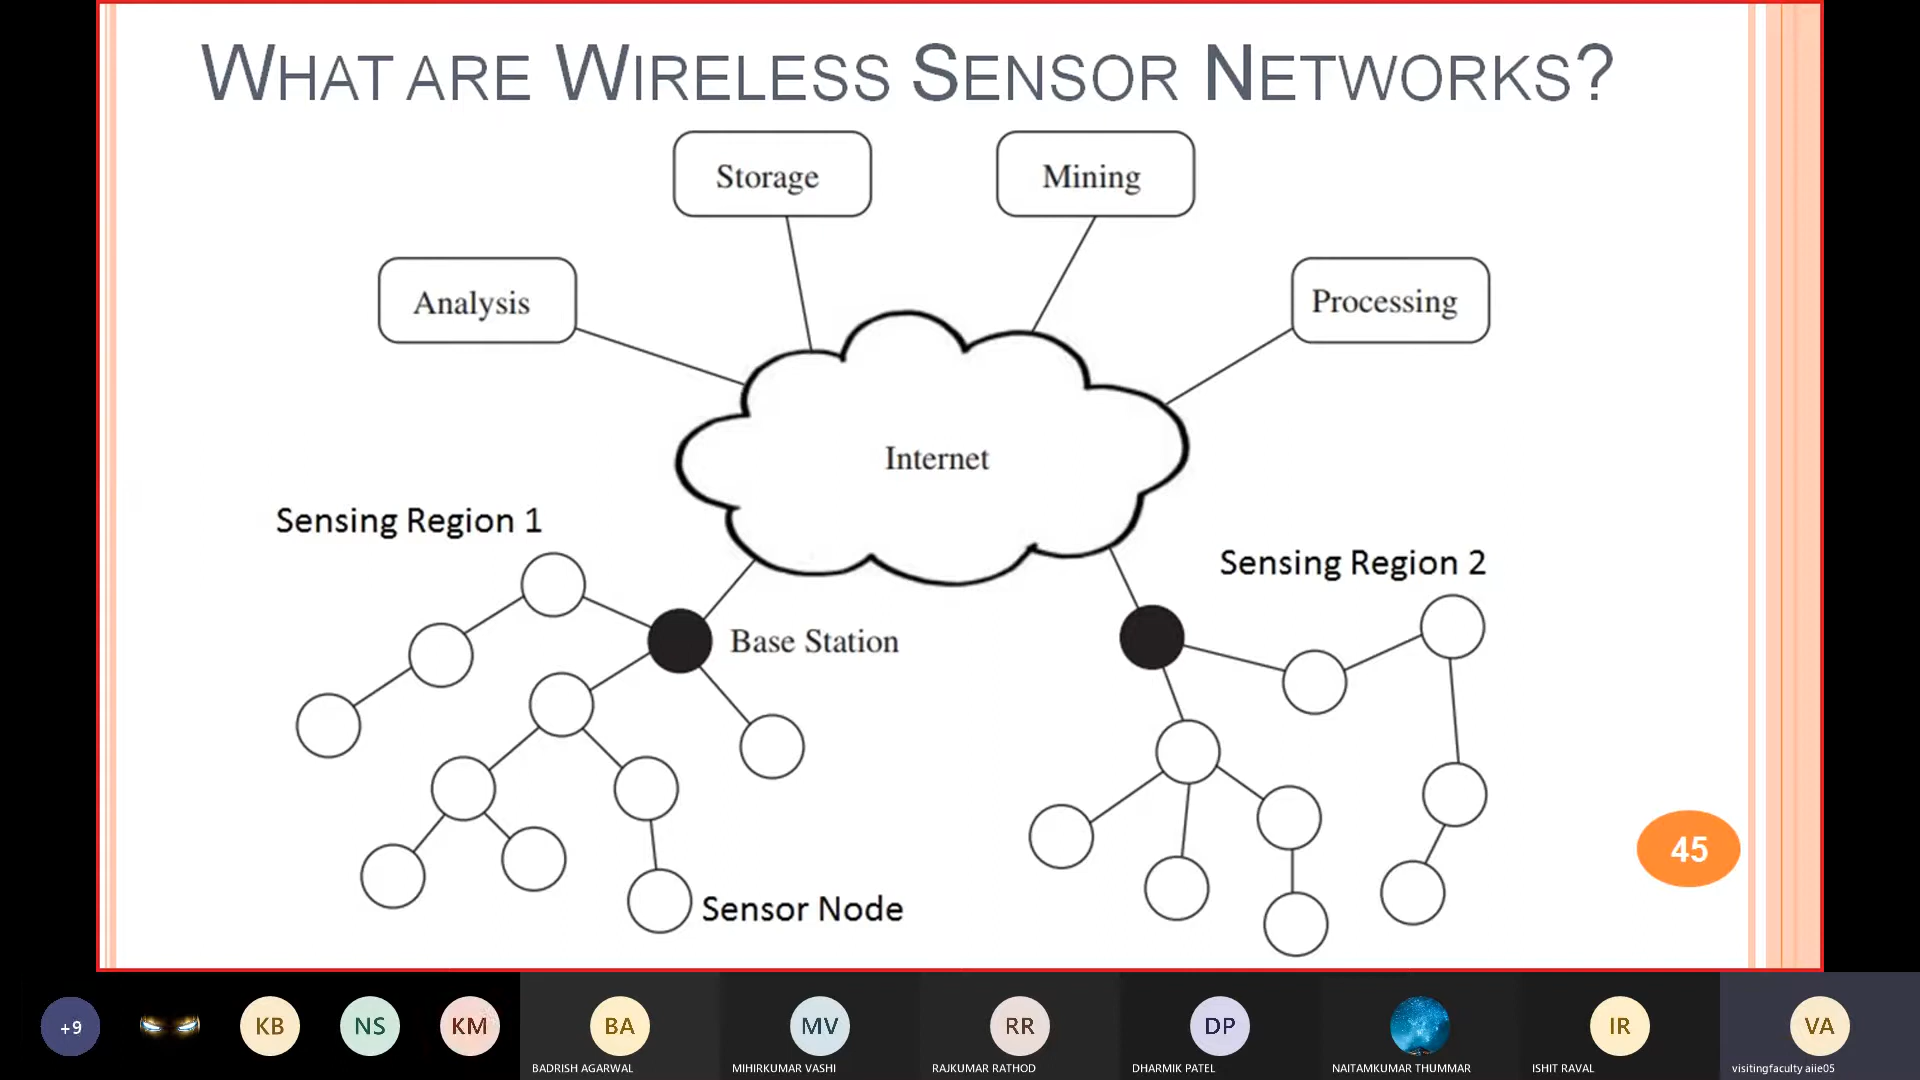 WHAT ARE WIRELESS SENSOR NETWORKS?
Storage
Mining
Analysis
Processing
Internet
Sensing Region 1
Sensing Region 2
Base Station
45
Sensor Node
+9
KB
NS
KM
BA
MV
RR
DP
IR
VA
BADRISH AGARWAL
MIHIRKUMAR VASHI
RAJKUMAR RATHOD
DHARMIK PATEL
NAITAMKUMAR THUMMAR
ISHIT RAVAL
visitingfaculty aiie05